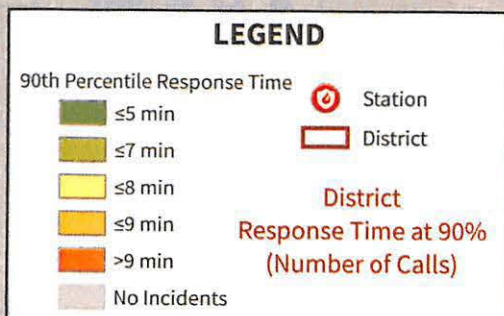 LEGEND
90th Percentile Response Time
≤5 min
≤7 min
≤8 min
≤9 min
>9 min
No Incidents
Station
District
District
Response Time at 90%
(Number of Calls)